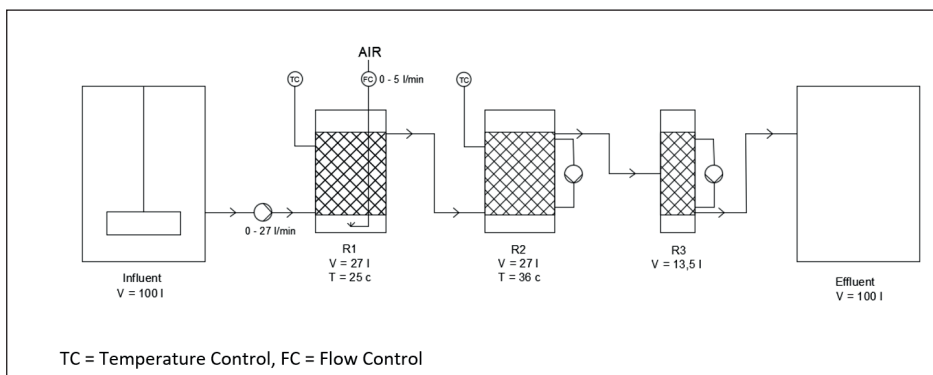 AIR
TC
FC
0 - 5 l/min
TC
0 - 27 l/min
Influent
V = 100 l
R1
V = 27 l
T = 25 c
R2
V = 27 l
T = 36 c
R3
V = 13,5 l
Effluent
V = 100 l
TC = Temperature Control, FC = Flow Control